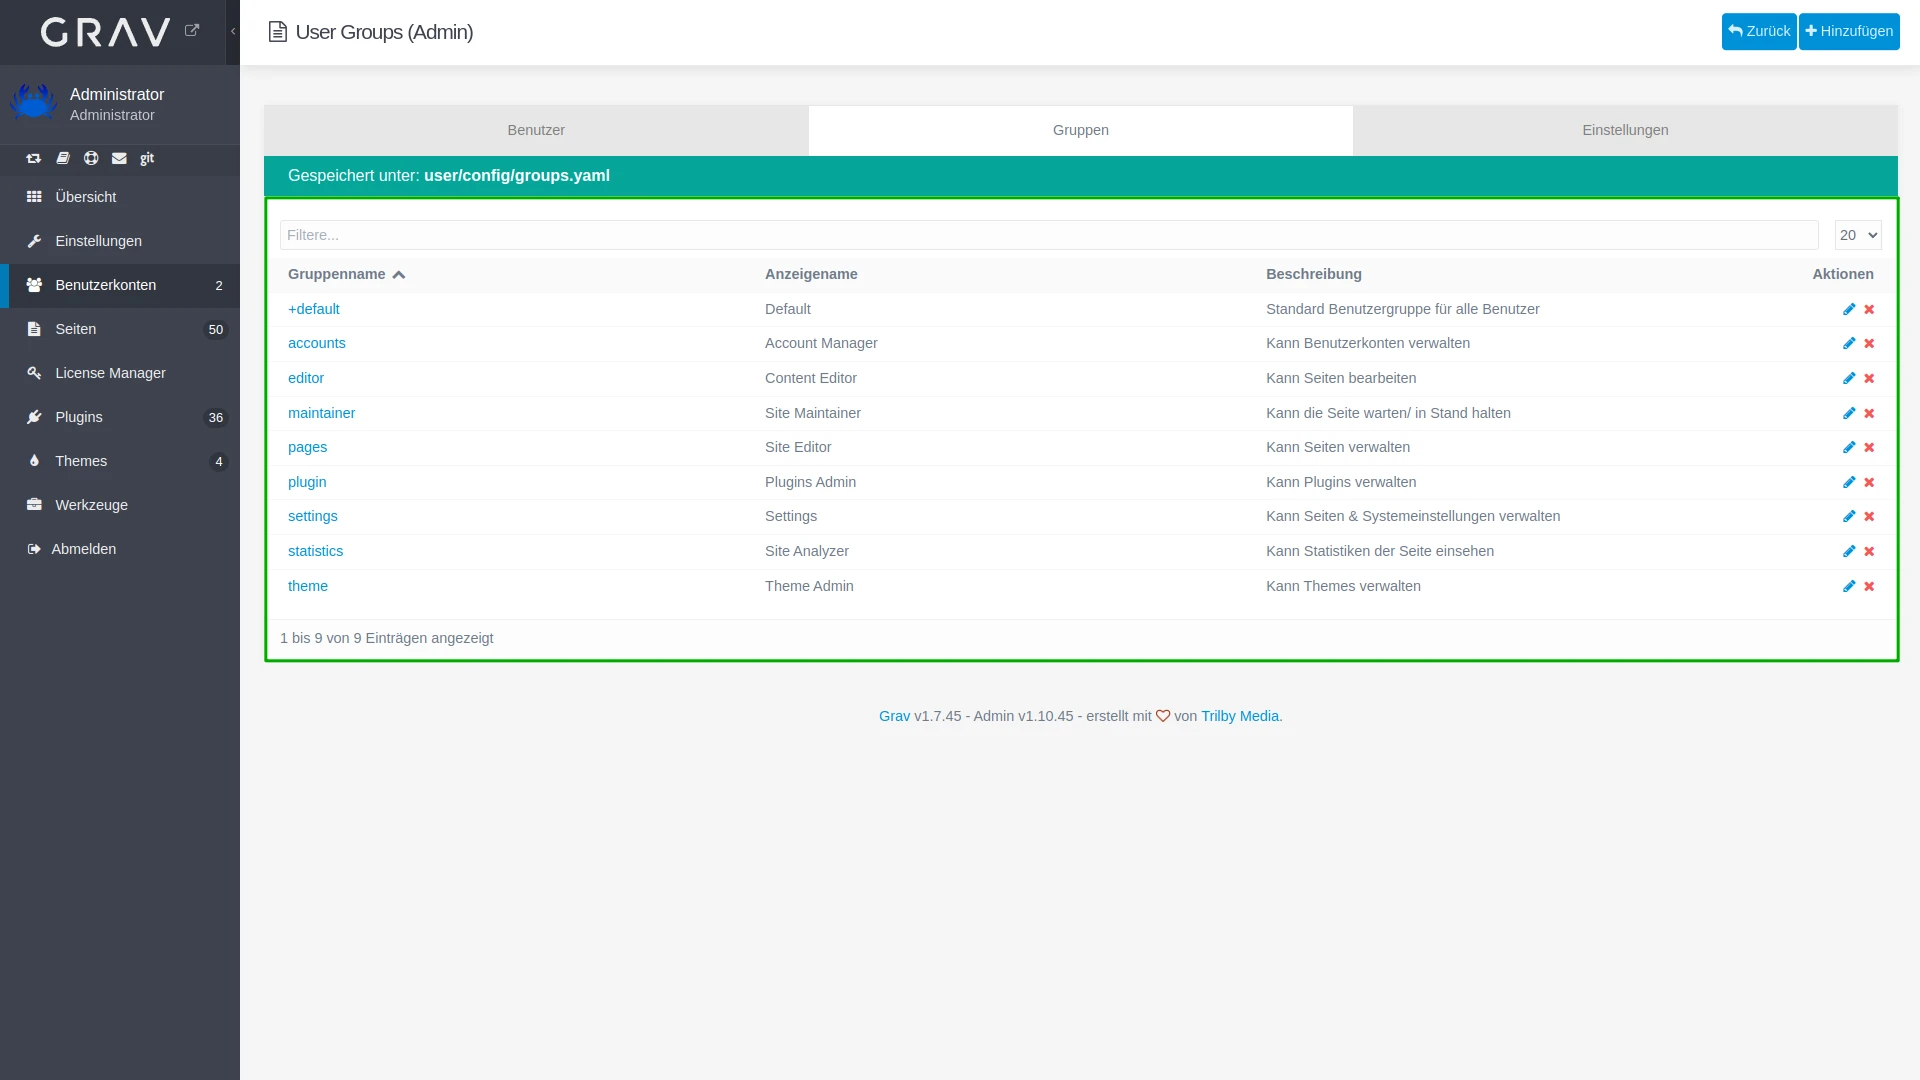 GRAV
User Groups (Admin)
Zurück
Hinzufügen
Administrator
Administrator
git
Übersicht
Einstellungen
Benutzerkonten 2
Seiten 50
License Manager
Plugins 36
Themes 4
Werkzeuge
Abmelden
Benutzer Gruppen Einstellungen
Gespeichert unter: user/config/groups.yaml
Filtere... 20
Gruppenname Anzeigename Beschreibung Aktionen
+default Default Standard Benutzergruppe für alle Benutzer
accounts Account Manager Kann Benutzerkonten verwalten
editor Content Editor Kann Seiten bearbeiten
maintainer Site Maintainer Kann die Seite warten/ in Stand halten
pages Site Editor Kann Seiten verwalten
plugin Plugins Admin Kann Plugins verwalten
settings Settings Kann Seiten & Systemeinstellungen verwalten
statistics Site Analyzer Kann Statistiken der Seite einsehen
theme Theme Admin Kann Themes verwalten
1 bis 9 von 9 Einträgen angezeigt
Grav v1.7.45 - Admin v1.10.45 - erstellt mit von Trilby Media.